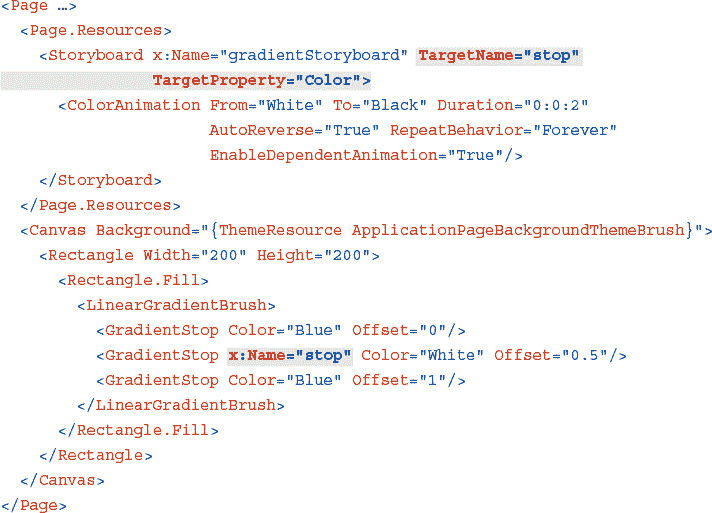 <Page …>
  <Page.Resources>
    <Storyboard x:Name="gradientStoryboard" TargetName="stop"
                TargetProperty="Color">
      <ColorAnimation From="White" To="Black" Duration="0:0:2"
                      AutoReverse="True" RepeatBehavior="Forever"
                      EnableDependentAnimation="True"/>
    </Storyboard>
  </Page.Resources>
  <Canvas Background="{ThemeResource ApplicationPageBackgroundThemeBrush}">
    <Rectangle Width="200" Height="200">
      <Rectangle.Fill>
        <LinearGradientBrush>
          <GradientStop Color="Blue" Offset="0"/>
          <GradientStop x:Name="stop" Color="White" Offset="0.5"/>
          <GradientStop Color="Blue" Offset="1"/>
        </LinearGradientBrush>
      </Rectangle.Fill>
    </Rectangle>
  </Canvas>
</Page>